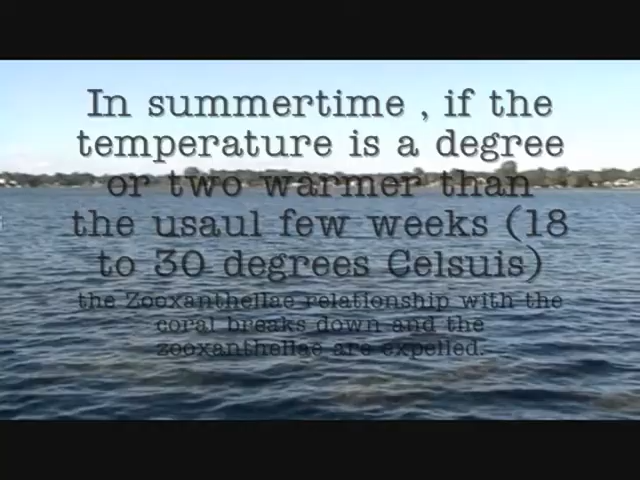 In summertime , if the
temperature is a degree
or two warmer than
the usaul few weeks (18
to 30 degrees Celsuis)
the Zooxanthellae relationship with the
coral breaks down and the
zooxanthellae are expelled.